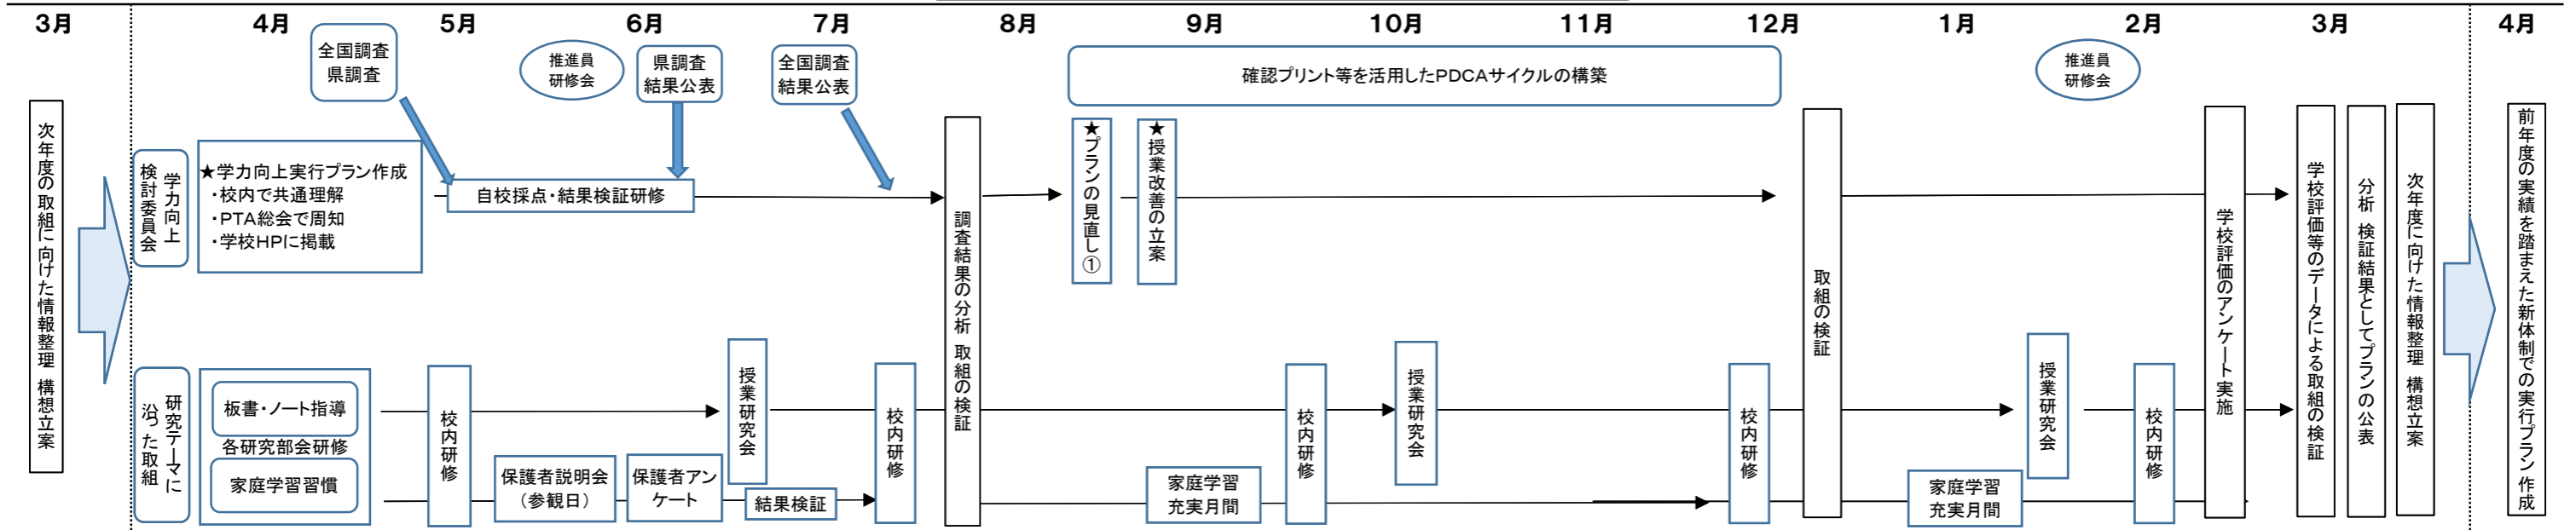 3月
4月
5月
6月
7月
8月
9月
10月
11月
12月
1月
2月
3月
4月
全国調査
県調査
推進員
研修会
県調査
結果公表
全国調査
結果公表
確認プリント等を活用したPDCAサイクルの構築
推進員
研修会
次年度の取組に向けた情報整理 構想立案
学力向上
検討委員会
★学力向上実行プラン作成
・校内で共通理解
・PTA総会で周知
・学校HPに掲載
自校採点・結果検証研修
調査結果の分析 取組の検証
★プランの見直し①
★授業改善の立案
取組の検証
学校評価のアンケート実施
学校評価等のデータによる取組の検証
分析 検証結果としてプランの公表
次年度に向けた情報整理 構想立案
前年度の実績を踏まえた新体制での実行プラン作成
研究テーマに
沿った取組
板書・ノート指導
各研究部会研修
家庭学習習慣
校内研修
保護者説明会
(参観日)
保護者アン
ケート
授業研究会
結果検証
校内研修
家庭学習
充実月間
校内研修
授業研究会
校内研修
家庭学習
充実月間
授業研究会
校内研修